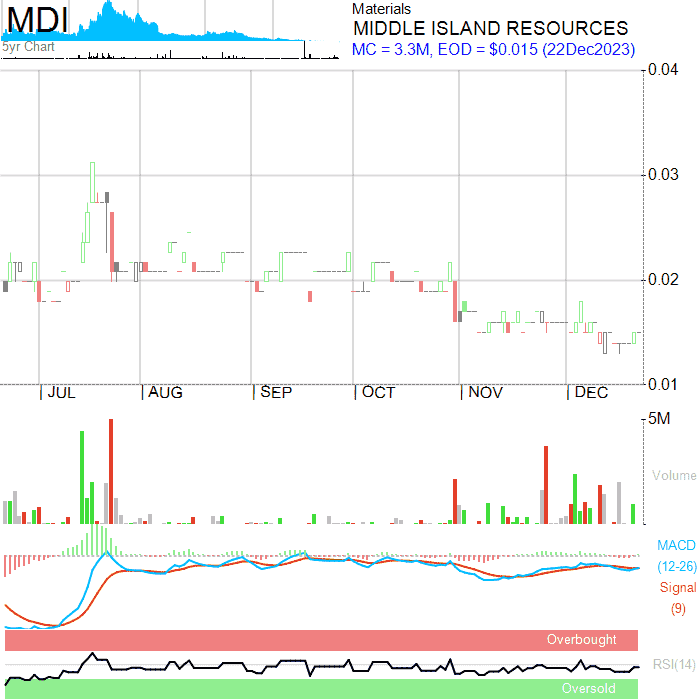 MDI
5yr Chart
Materials
MIDDLE ISLAND RESOURCES
MC = 3.3M, EOD = $0.015 (22Dec2023)
0.04
0.03
0.02
0.01
JUL AUG SEP OCT NOV DEC
5M
Volume
MACD
(12-26)
Signal
(9)
Overbought
RSI(14)
Oversold